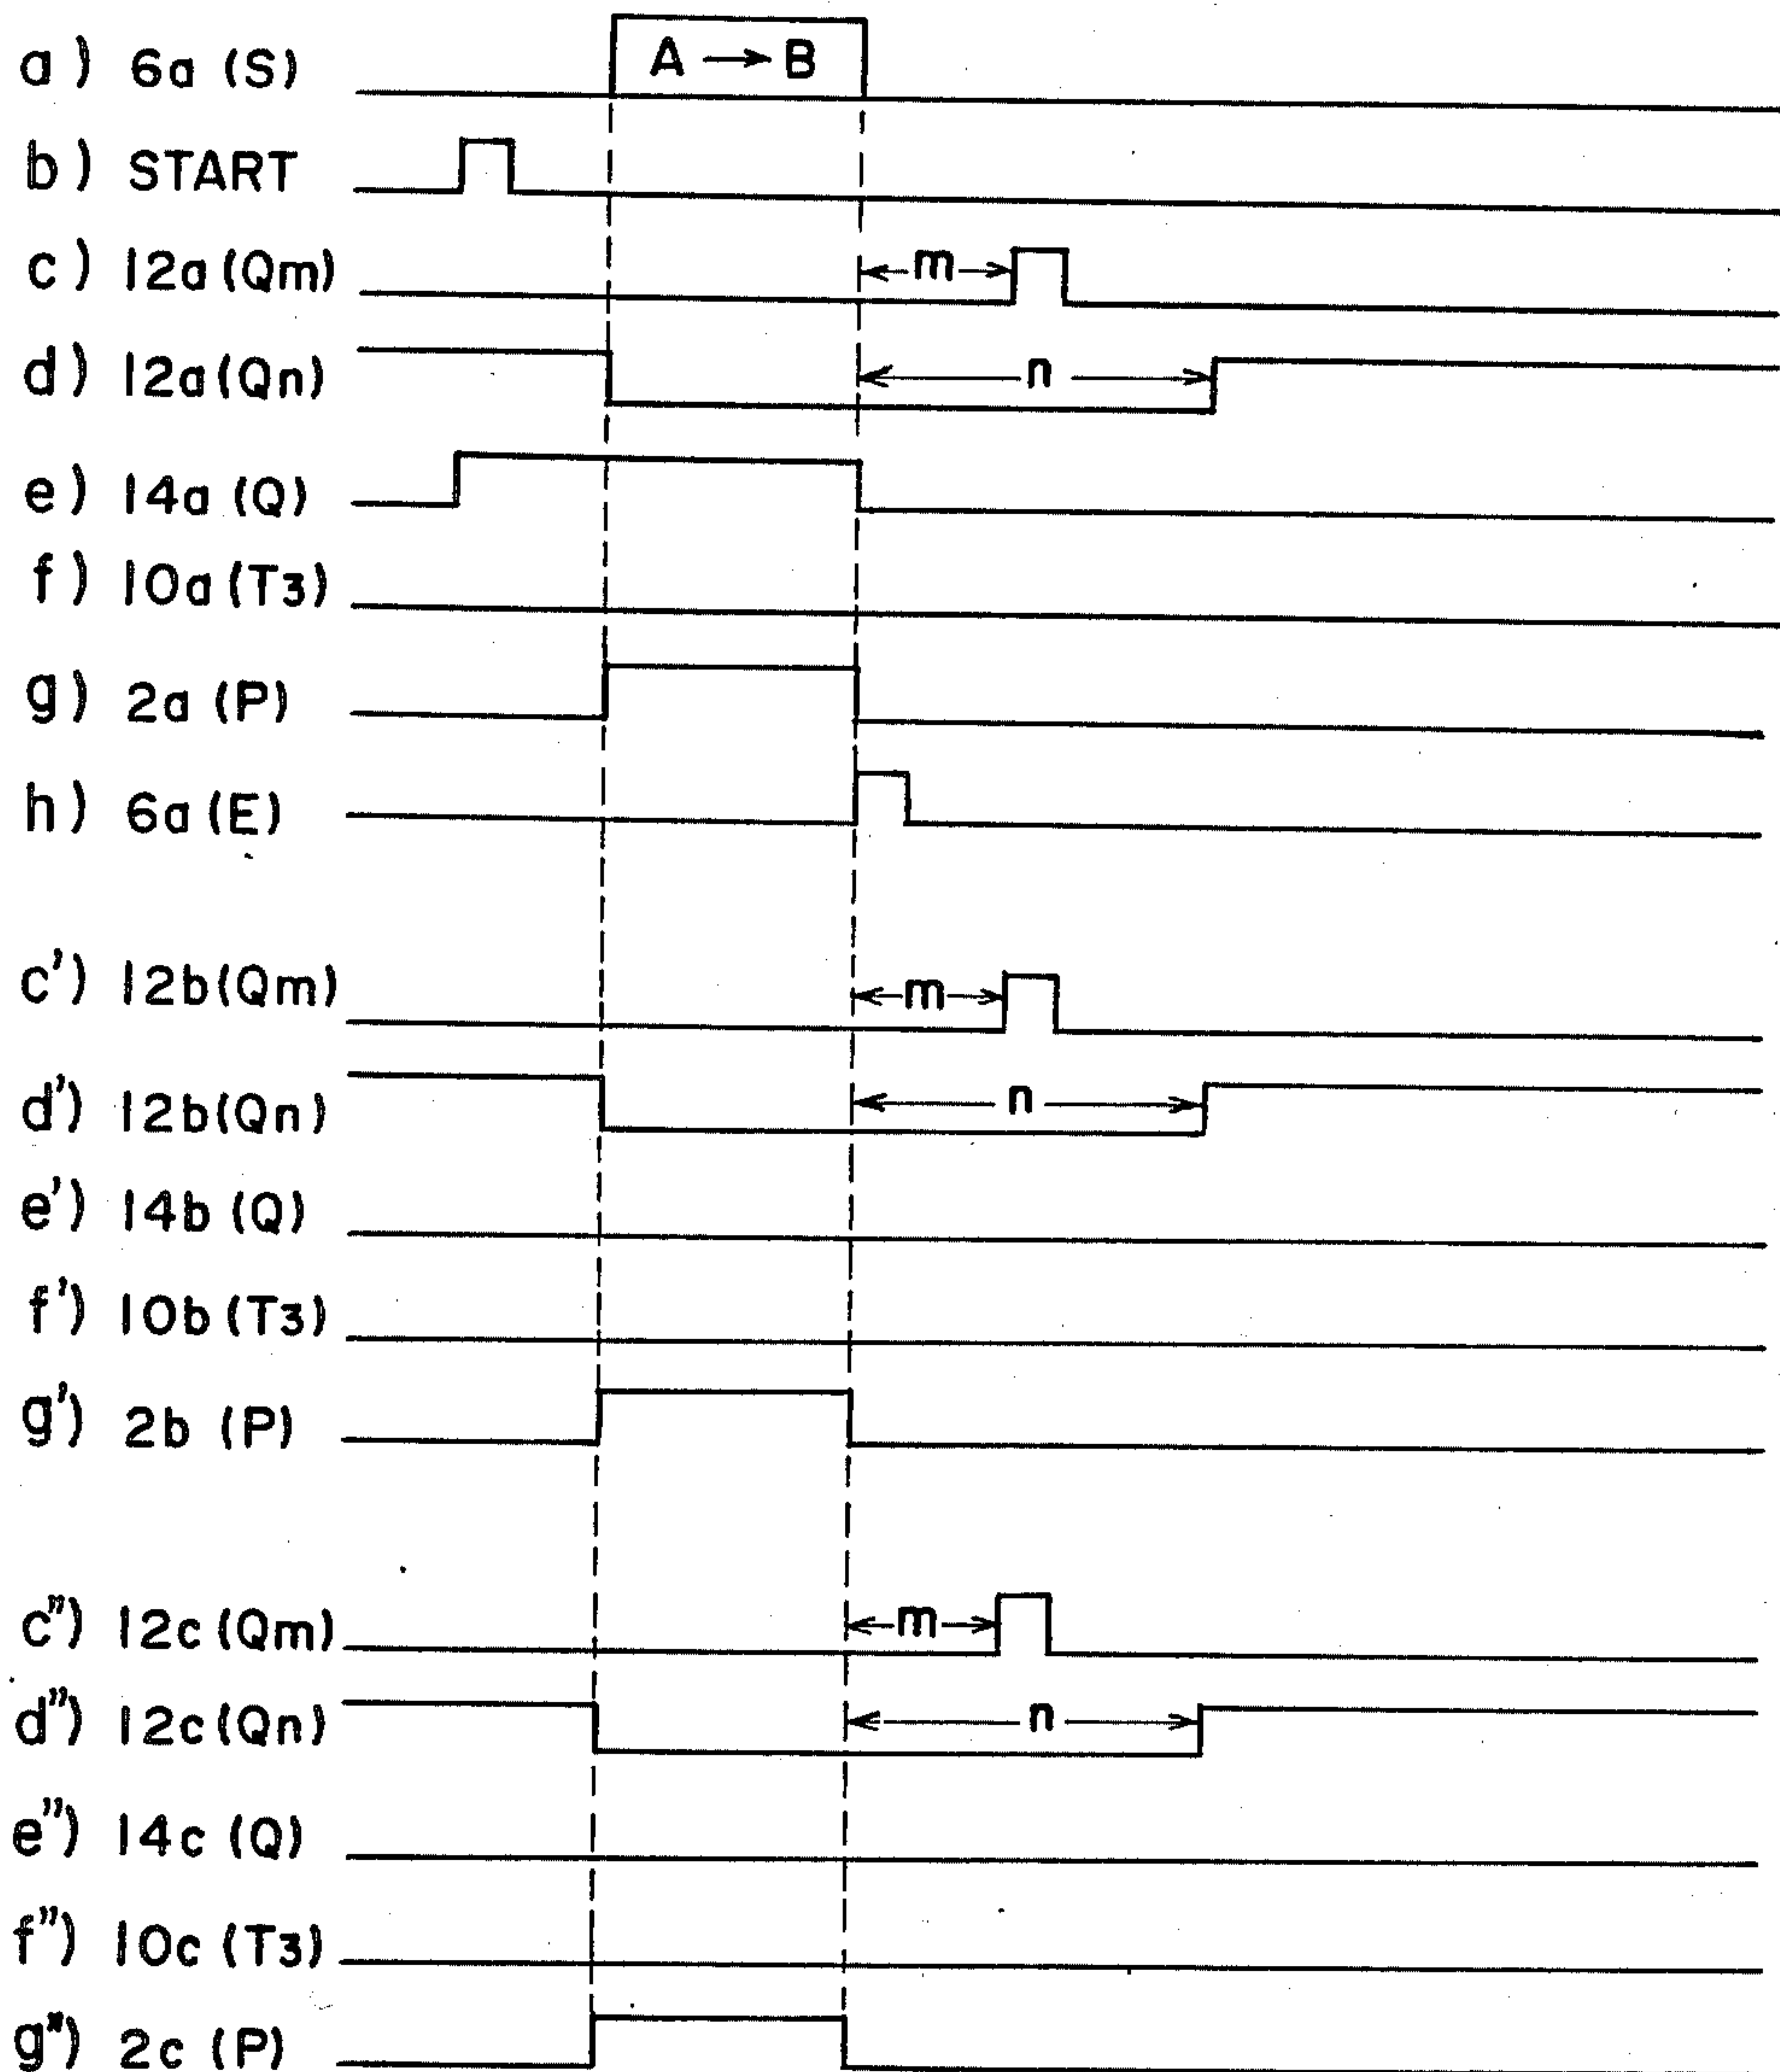 a) 6a (S) A → B
b) START
c) 12a (Qm) m
d) 12a (Qn) n
e) 14a (Q)
f) 10a (T3)
g) 2a (P)
h) 6a (E)
c') 12b (Qm) m
d') 12b (Qn) n
e') 14b (Q)
f') 10b (T3)
g') 2b (P)
c") 12c (Qm) m
d") 12c (Qn) n
e") 14c (Q)
f") 10c (T3)
g") 2c (P)